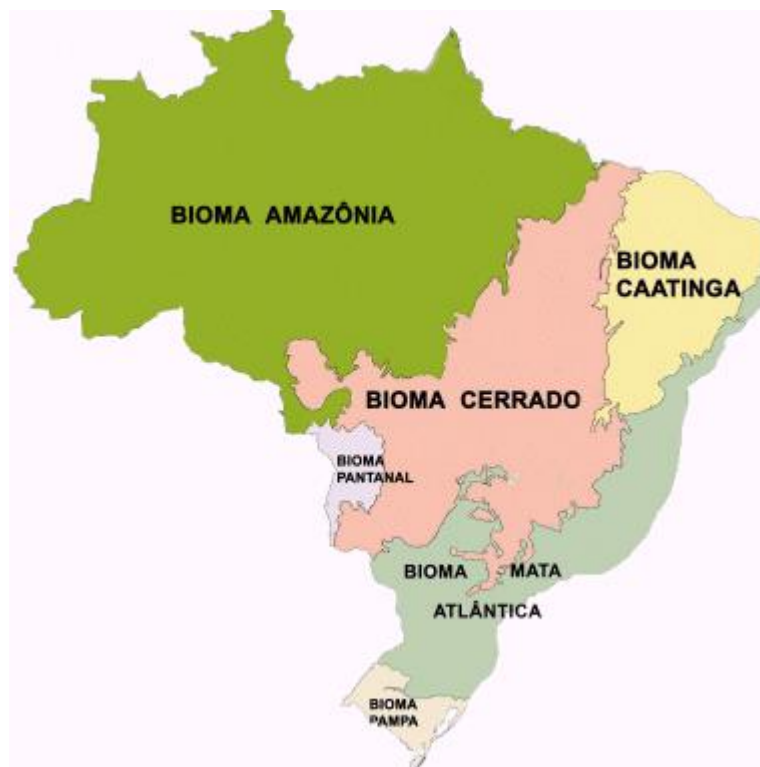 BIOMA AMAZÔNIA
BIOMA
CAATINGA
BIOMA CERRADO
BIOMA
PANTANAL
BIOMA MATA
ATLÂNTICA
BIOMA
PAMPA